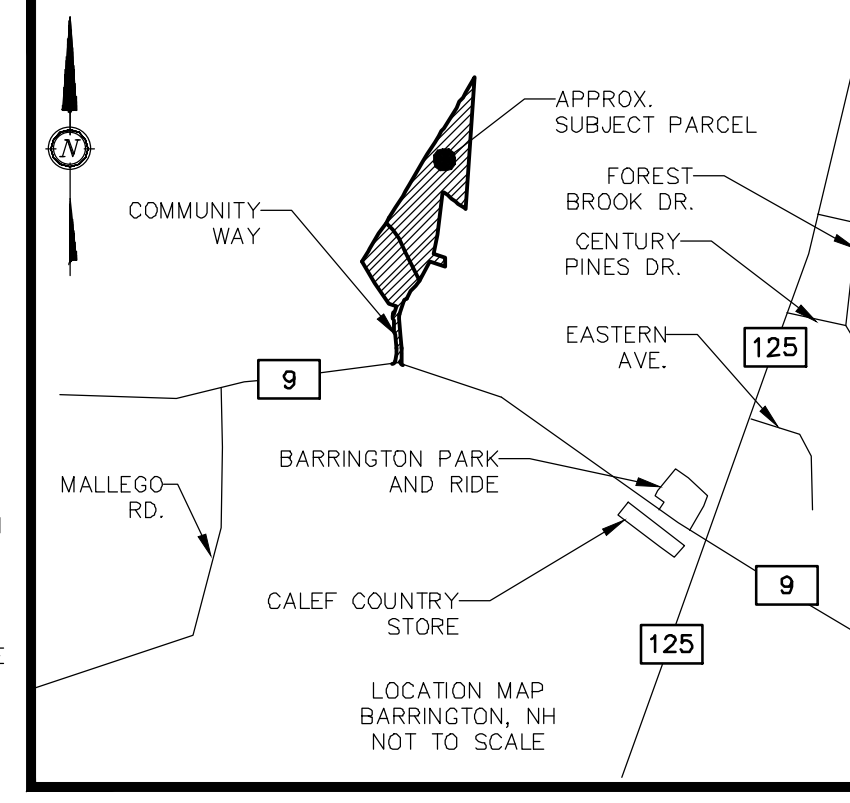 N
APPROX.
SUBJECT PARCEL
FOREST
BROOK DR.
COMMUNITY
WAY
CENTURY
PINES DR.
EASTERN
AVE.
125
9
BARRINGTON PARK
AND RIDE
MALLEGO
RD.
9
CALEF COUNTRY
STORE
125
LOCATION MAP
BARRINGTON, NH
NOT TO SCALE